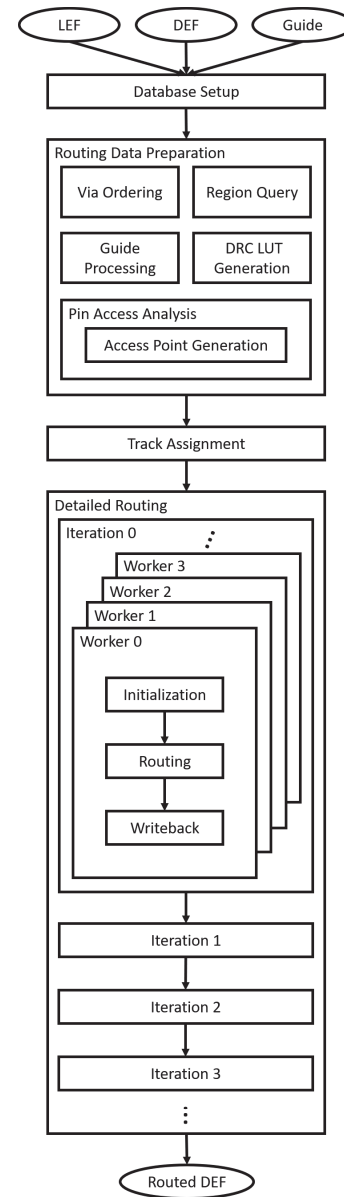 LEF
DEF
Guide
Database Setup
Routing Data Preparation
Via Ordering
Region Query
Guide
Processing
DRC LUT
Generation
Pin Access Analysis
Access Point Generation
Track Assignment
Detailed Routing
Iteration 0
Worker 3
Worker 2
Worker 1
Worker 0
Initialization
Routing
Writeback
Iteration 1
Iteration 2
Iteration 3
Routed DEF